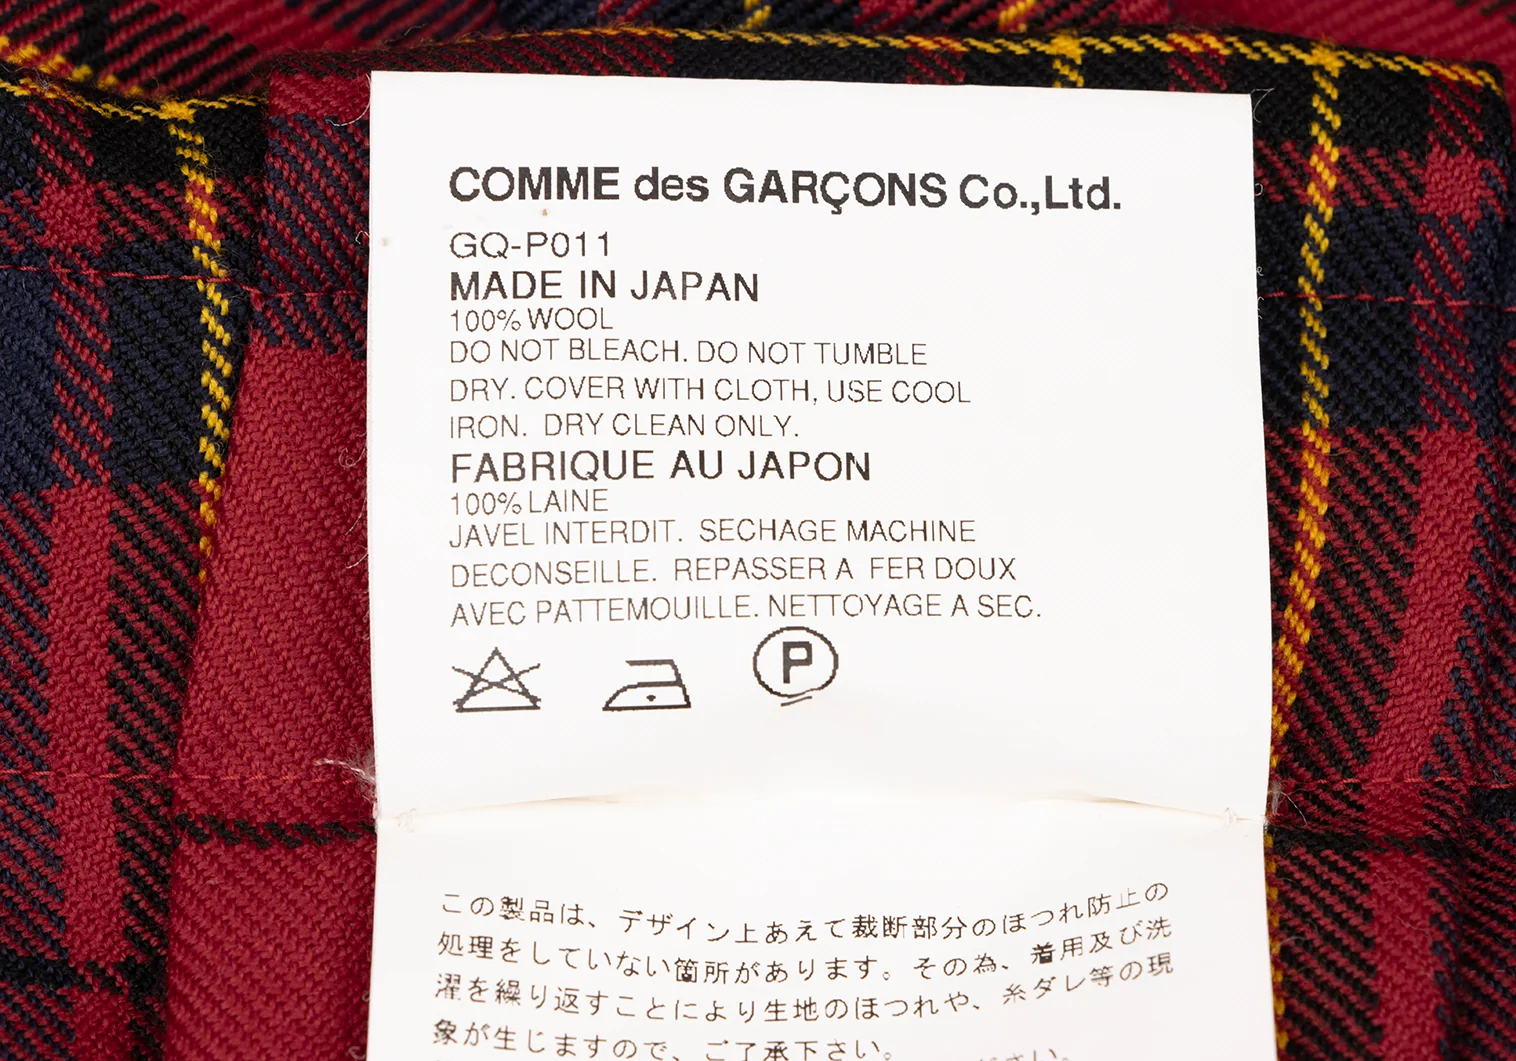 COMME des GARÇONS Co.,Ltd.
GQ-P011
MADE IN JAPAN
100% WOOL
DO NOT BLEACH. DO NOT TUMBLE
DRY. COVER WITH CLOTH, USE COOL
IRON. DRY CLEAN ONLY.
FABRIQUE AU JAPON
100% LAINE
JAVEL INTERDIT. SECHAGE MACHINE
DECONSEILLE. REPASSER A FER DOUX
AVEC PATTEMOUILLE. NETTOYAGE A SEC.
P
この製品は、デザイン上あえて裁断部分のほつれ防止の
処理をしていない箇所があります。その為、着用及び洗
濯を繰り返すことにより生地のほつれや、糸ダレ等の現
象が生じますので、ご了承下さい。